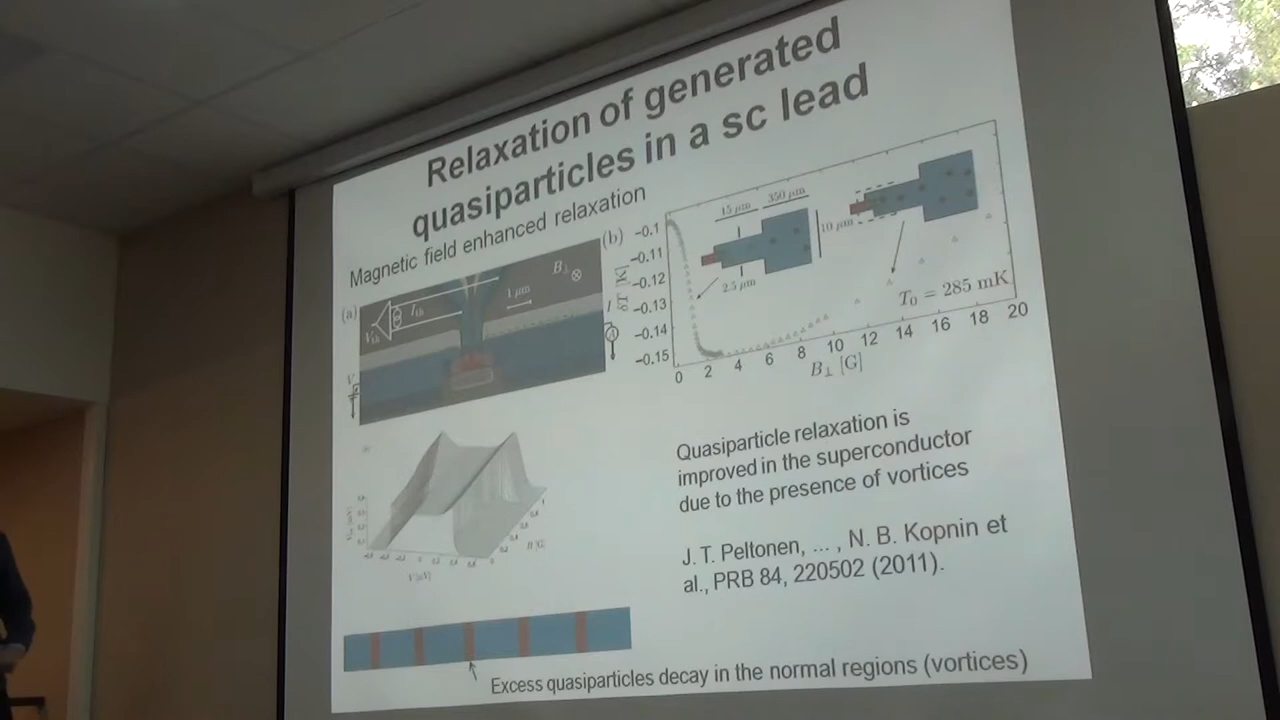 Relaxation of generated
quasiparticles in a sc lead
Magnetic field enhanced relaxation
(a)
V_th
I_th
1 μm
B⊥ ⊗
(b)
δT [K]
−0.1
−0.11
−0.12
−0.13
−0.14
−0.15
15 μm
350 μm
10 μm
2.5 μm
T₀ = 285 mK
0 2 4 6 8 10 12 14 16 18 20
B⊥ [G]
Quasiparticle relaxation is
improved in the superconductor
due to the presence of vortices
J. T. Peltonen, ... , N. B. Kopnin et
al., PRB 84, 220502 (2011).
Excess quasiparticles decay in the normal regions (vortices)